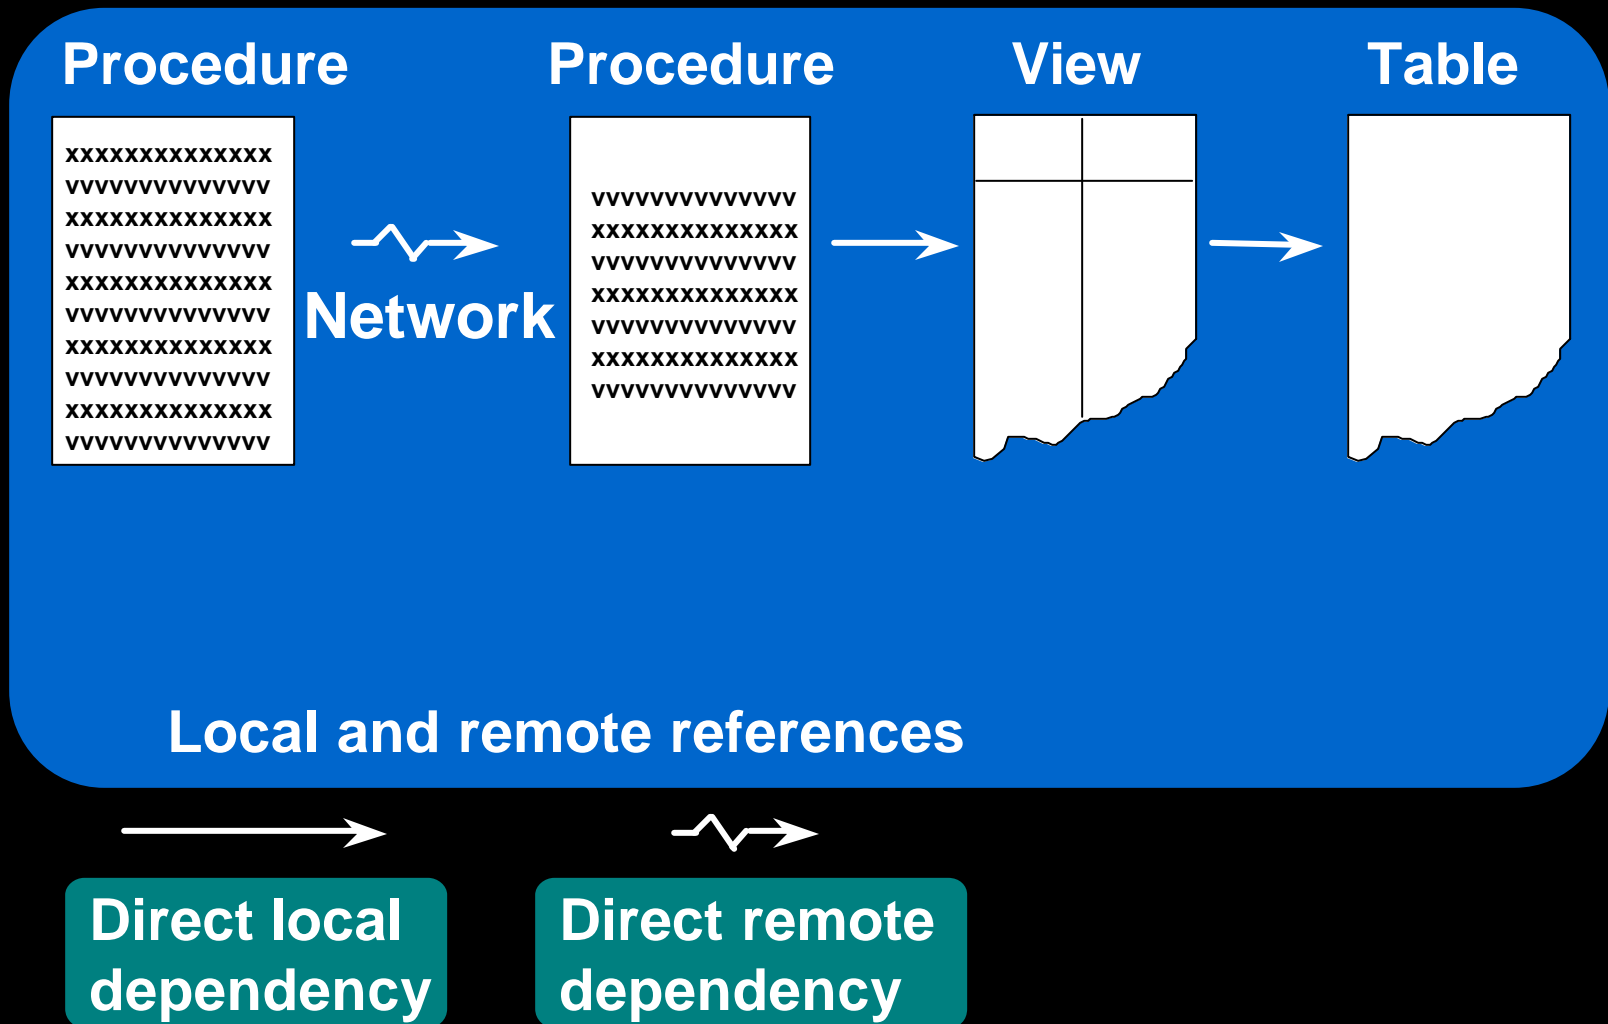 Procedure Procedure View Table
xxxxxxxxxxxxxx
vvvvvvvvvvvvvv
xxxxxxxxxxxxxx
vvvvvvvvvvvvvv
xxxxxxxxxxxxxx
vvvvvvvvvvvvvv
xxxxxxxxxxxxxx
vvvvvvvvvvvvvv
xxxxxxxxxxxxxx
vvvvvvvvvvvvvv
Network
vvvvvvvvvvvvvv
xxxxxxxxxxxxxx
vvvvvvvvvvvvvv
xxxxxxxxxxxxxx
vvvvvvvvvvvvvv
xxxxxxxxxxxxxx
vvvvvvvvvvvvvv
Local and remote references
Direct local
dependency
Direct remote
dependency